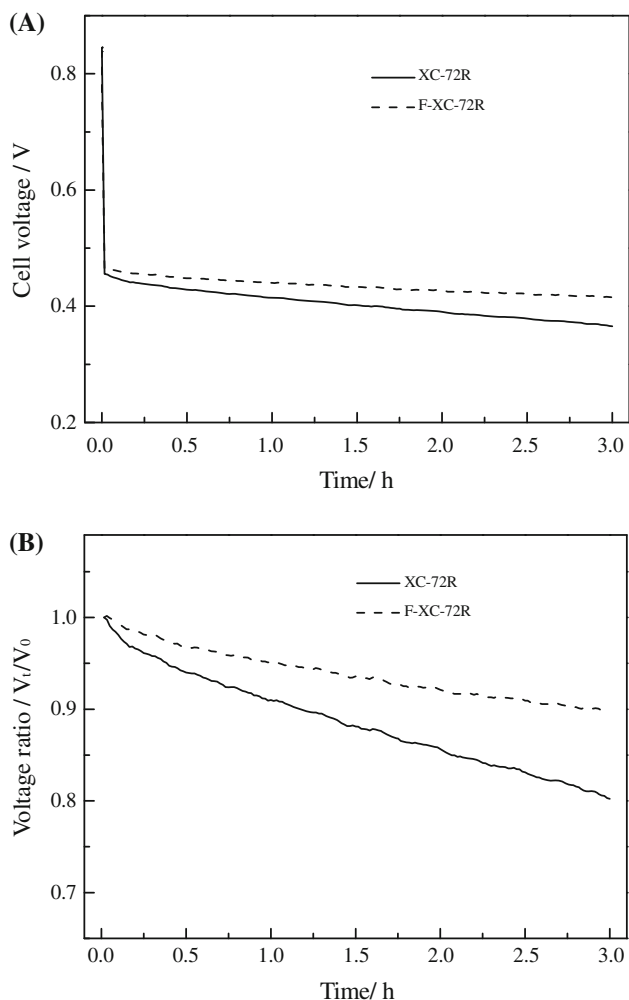 (A)
XC-72R
F-XC-72R
0.8
0.6
0.4
0.2
Cell voltage / V
0.0 0.5 1.0 1.5 2.0 2.5 3.0
Time/ h
(B)
XC-72R
F-XC-72R
1.0
0.9
0.8
0.7
Voltage ratio / Vt/V0
0.0 0.5 1.0 1.5 2.0 2.5 3.0
Time/ h